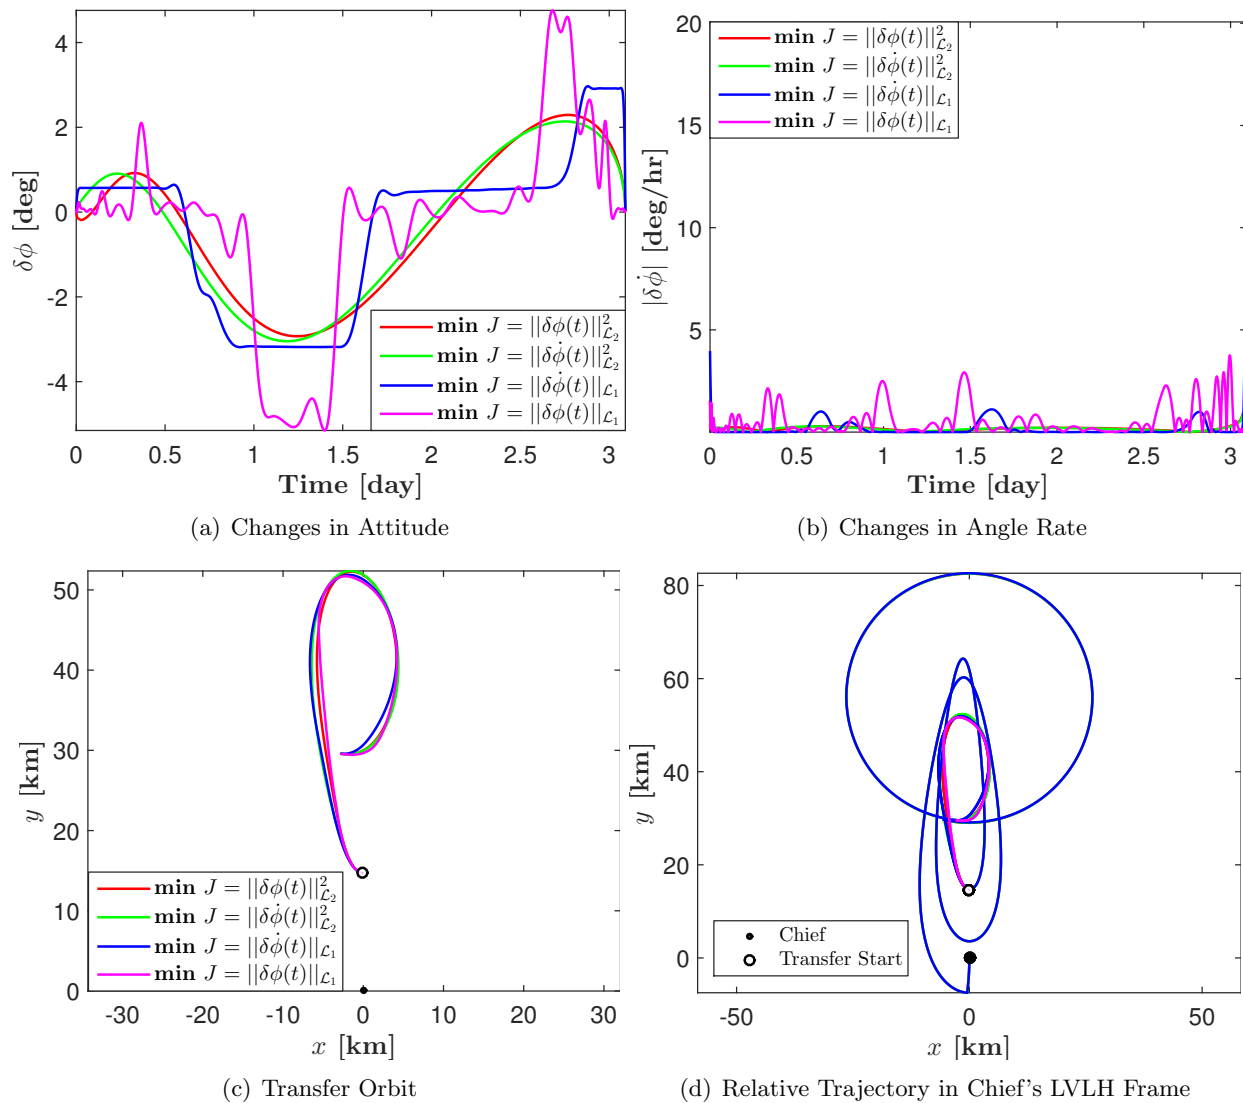 4
2
0
-2
-4
δϕ [deg]
min J = ||δϕ(t)||²_{𝓛₂}
min J = ||δϕ̇(t)||²_{𝓛₂}
min J = ||δϕ̇(t)||_{𝓛₁}
min J = ||δϕ(t)||_{𝓛₁}
0 0.5 1 1.5 2 2.5 3
Time [day]
(a) Changes in Attitude
20
15
10
5
|δϕ̇| [deg/hr]
min J = ||δϕ(t)||²_{𝓛₂}
min J = ||δϕ̇(t)||²_{𝓛₂}
min J = ||δϕ̇(t)||_{𝓛₁}
min J = ||δϕ(t)||_{𝓛₁}
0 0.5 1 1.5 2 2.5 3
Time [day]
(b) Changes in Angle Rate
50
40
30
20
10
0
y [km]
min J = ||δϕ(t)||²_{𝓛₂}
min J = ||δϕ̇(t)||²_{𝓛₂}
min J = ||δϕ̇(t)||_{𝓛₁}
min J = ||δϕ(t)||_{𝓛₁}
-30 -20 -10 0 10 20 30
x [km]
(c) Transfer Orbit
80
60
40
20
0
y [km]
Chief
Transfer Start
-50 0 50
x [km]
(d) Relative Trajectory in Chief's LVLH Frame